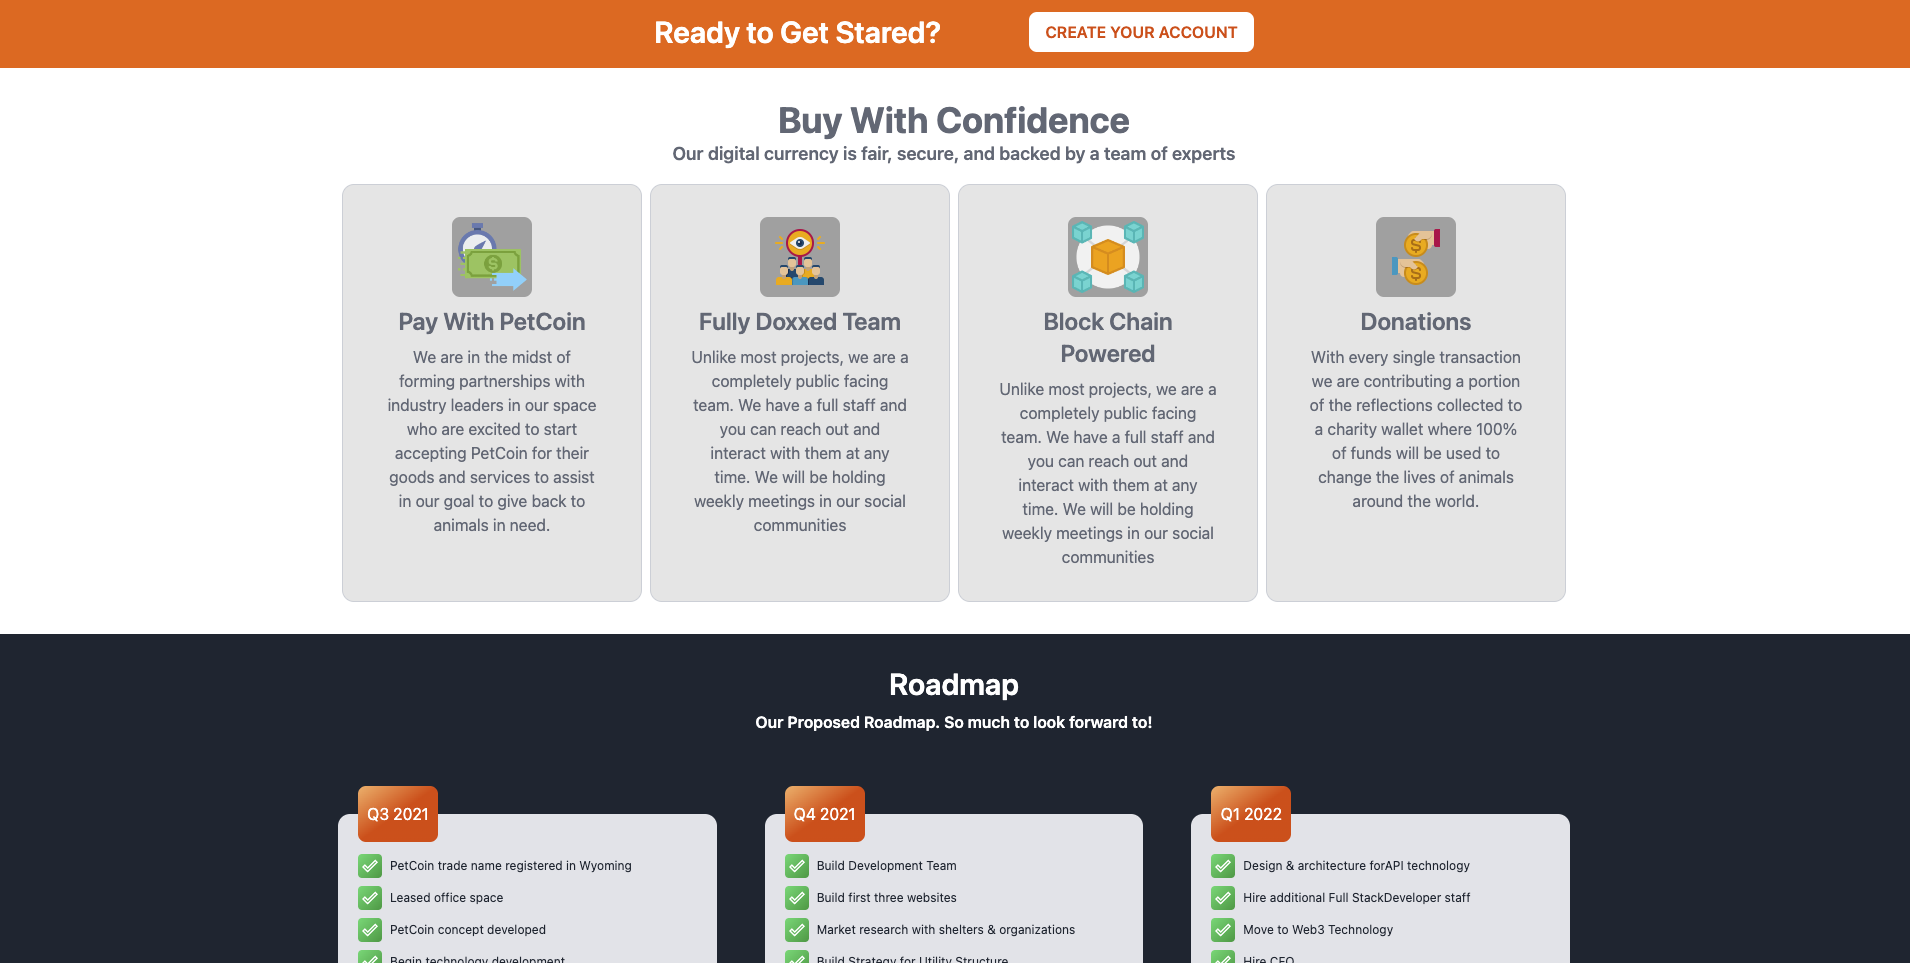 Ready to Get Stared?
CREATE YOUR ACCOUNT
Buy With Confidence
Our digital currency is fair, secure, and backed by a team of experts
Pay With PetCoin
We are in the midst of
forming partnerships with
industry leaders in our space
who are excited to start
accepting PetCoin for their
goods and services to assist
in our goal to give back to
animals in need.
Fully Doxxed Team
Unlike most projects, we are a
completely public facing
team. We have a full staff and
you can reach out and
interact with them at any
time. We will be holding
weekly meetings in our social
communities
Block Chain
Powered
Unlike most projects, we are a
completely public facing
team. We have a full staff and
you can reach out and
interact with them at any
time. We will be holding
weekly meetings in our social
communities
Donations
With every single transaction
we are contributing a portion
of the reflections collected to
a charity wallet where 100%
of funds will be used to
change the lives of animals
around the world.
Roadmap
Our Proposed Roadmap. So much to look forward to!
Q3 2021
PetCoin trade name registered in Wyoming
Leased office space
PetCoin concept developed
Begin technology development
Q4 2021
Build Development Team
Build first three websites
Market research with shelters & organizations
Build Strategy for Utility Structure
Q1 2022
Design & architecture forAPI technology
Hire additional Full StackDeveloper staff
Move to Web3 Technology
Hire CEO